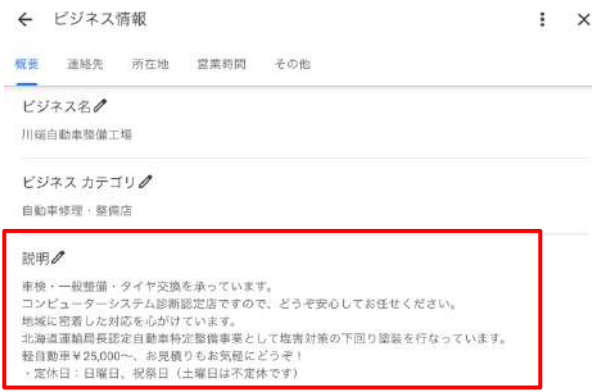 ← ビジネス情報
概要 連絡先 所在地 営業時間 その他
ビジネス名
川端自動車整備工場
ビジネス カテゴリ
自動車修理・整備店
説明
車検・一般整備・タイヤ交換を承っています。
コンピューターシステム診断認定店ですので、どうぞ安心してお任せください。
地域に密着した対応を心がけています。
北海道運輸局長認定自動車特定整備事業として塩害対策の下回り塗装を行なっています。
軽自動車￥25,000〜、お見積りもお気軽にどうぞ！
・定休日：日曜日、祝祭日（土曜日は不定休です）